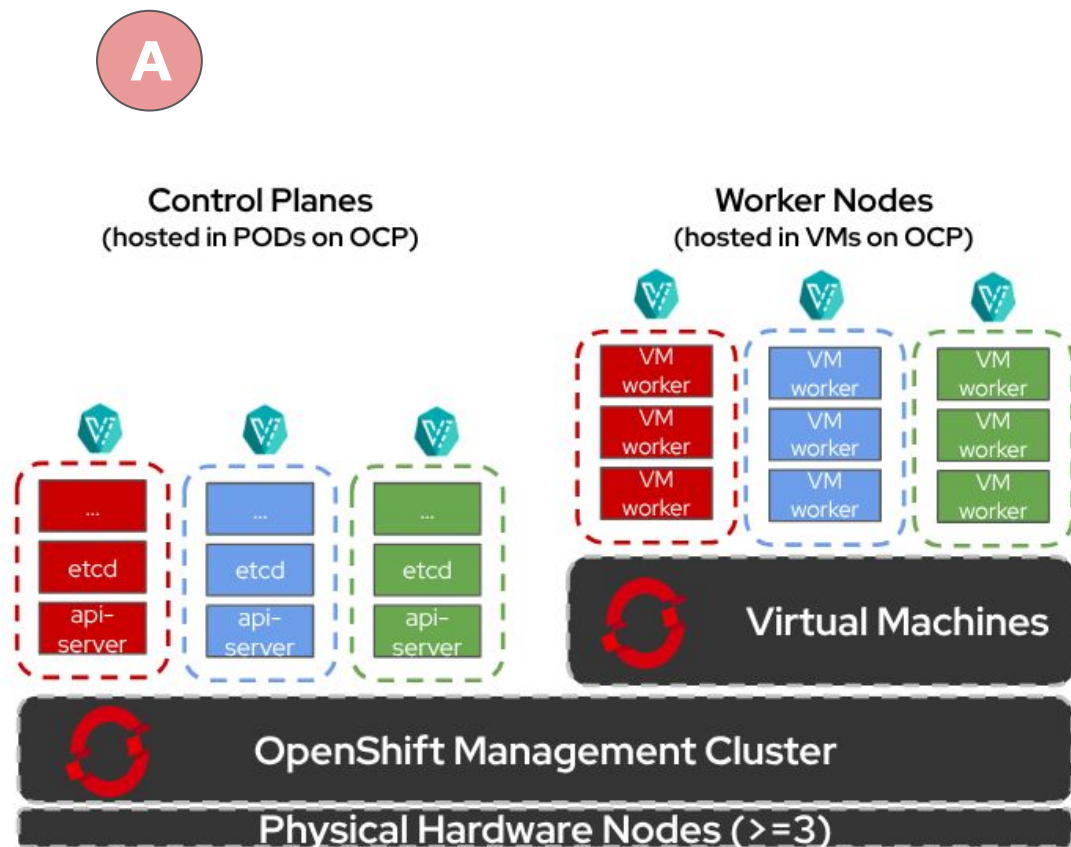 A
Control Planes
(hosted in PODs on OCP)
...
etcd
api-
server
...
etcd
api-
server
...
etcd
api-
server
Worker Nodes
(hosted in VMs on OCP)
VM
worker
VM
worker
VM
worker
VM
worker
VM
worker
VM
worker
VM
worker
VM
worker
VM
worker
Virtual Machines
OpenShift Management Cluster
Physical Hardware Nodes (>=3)